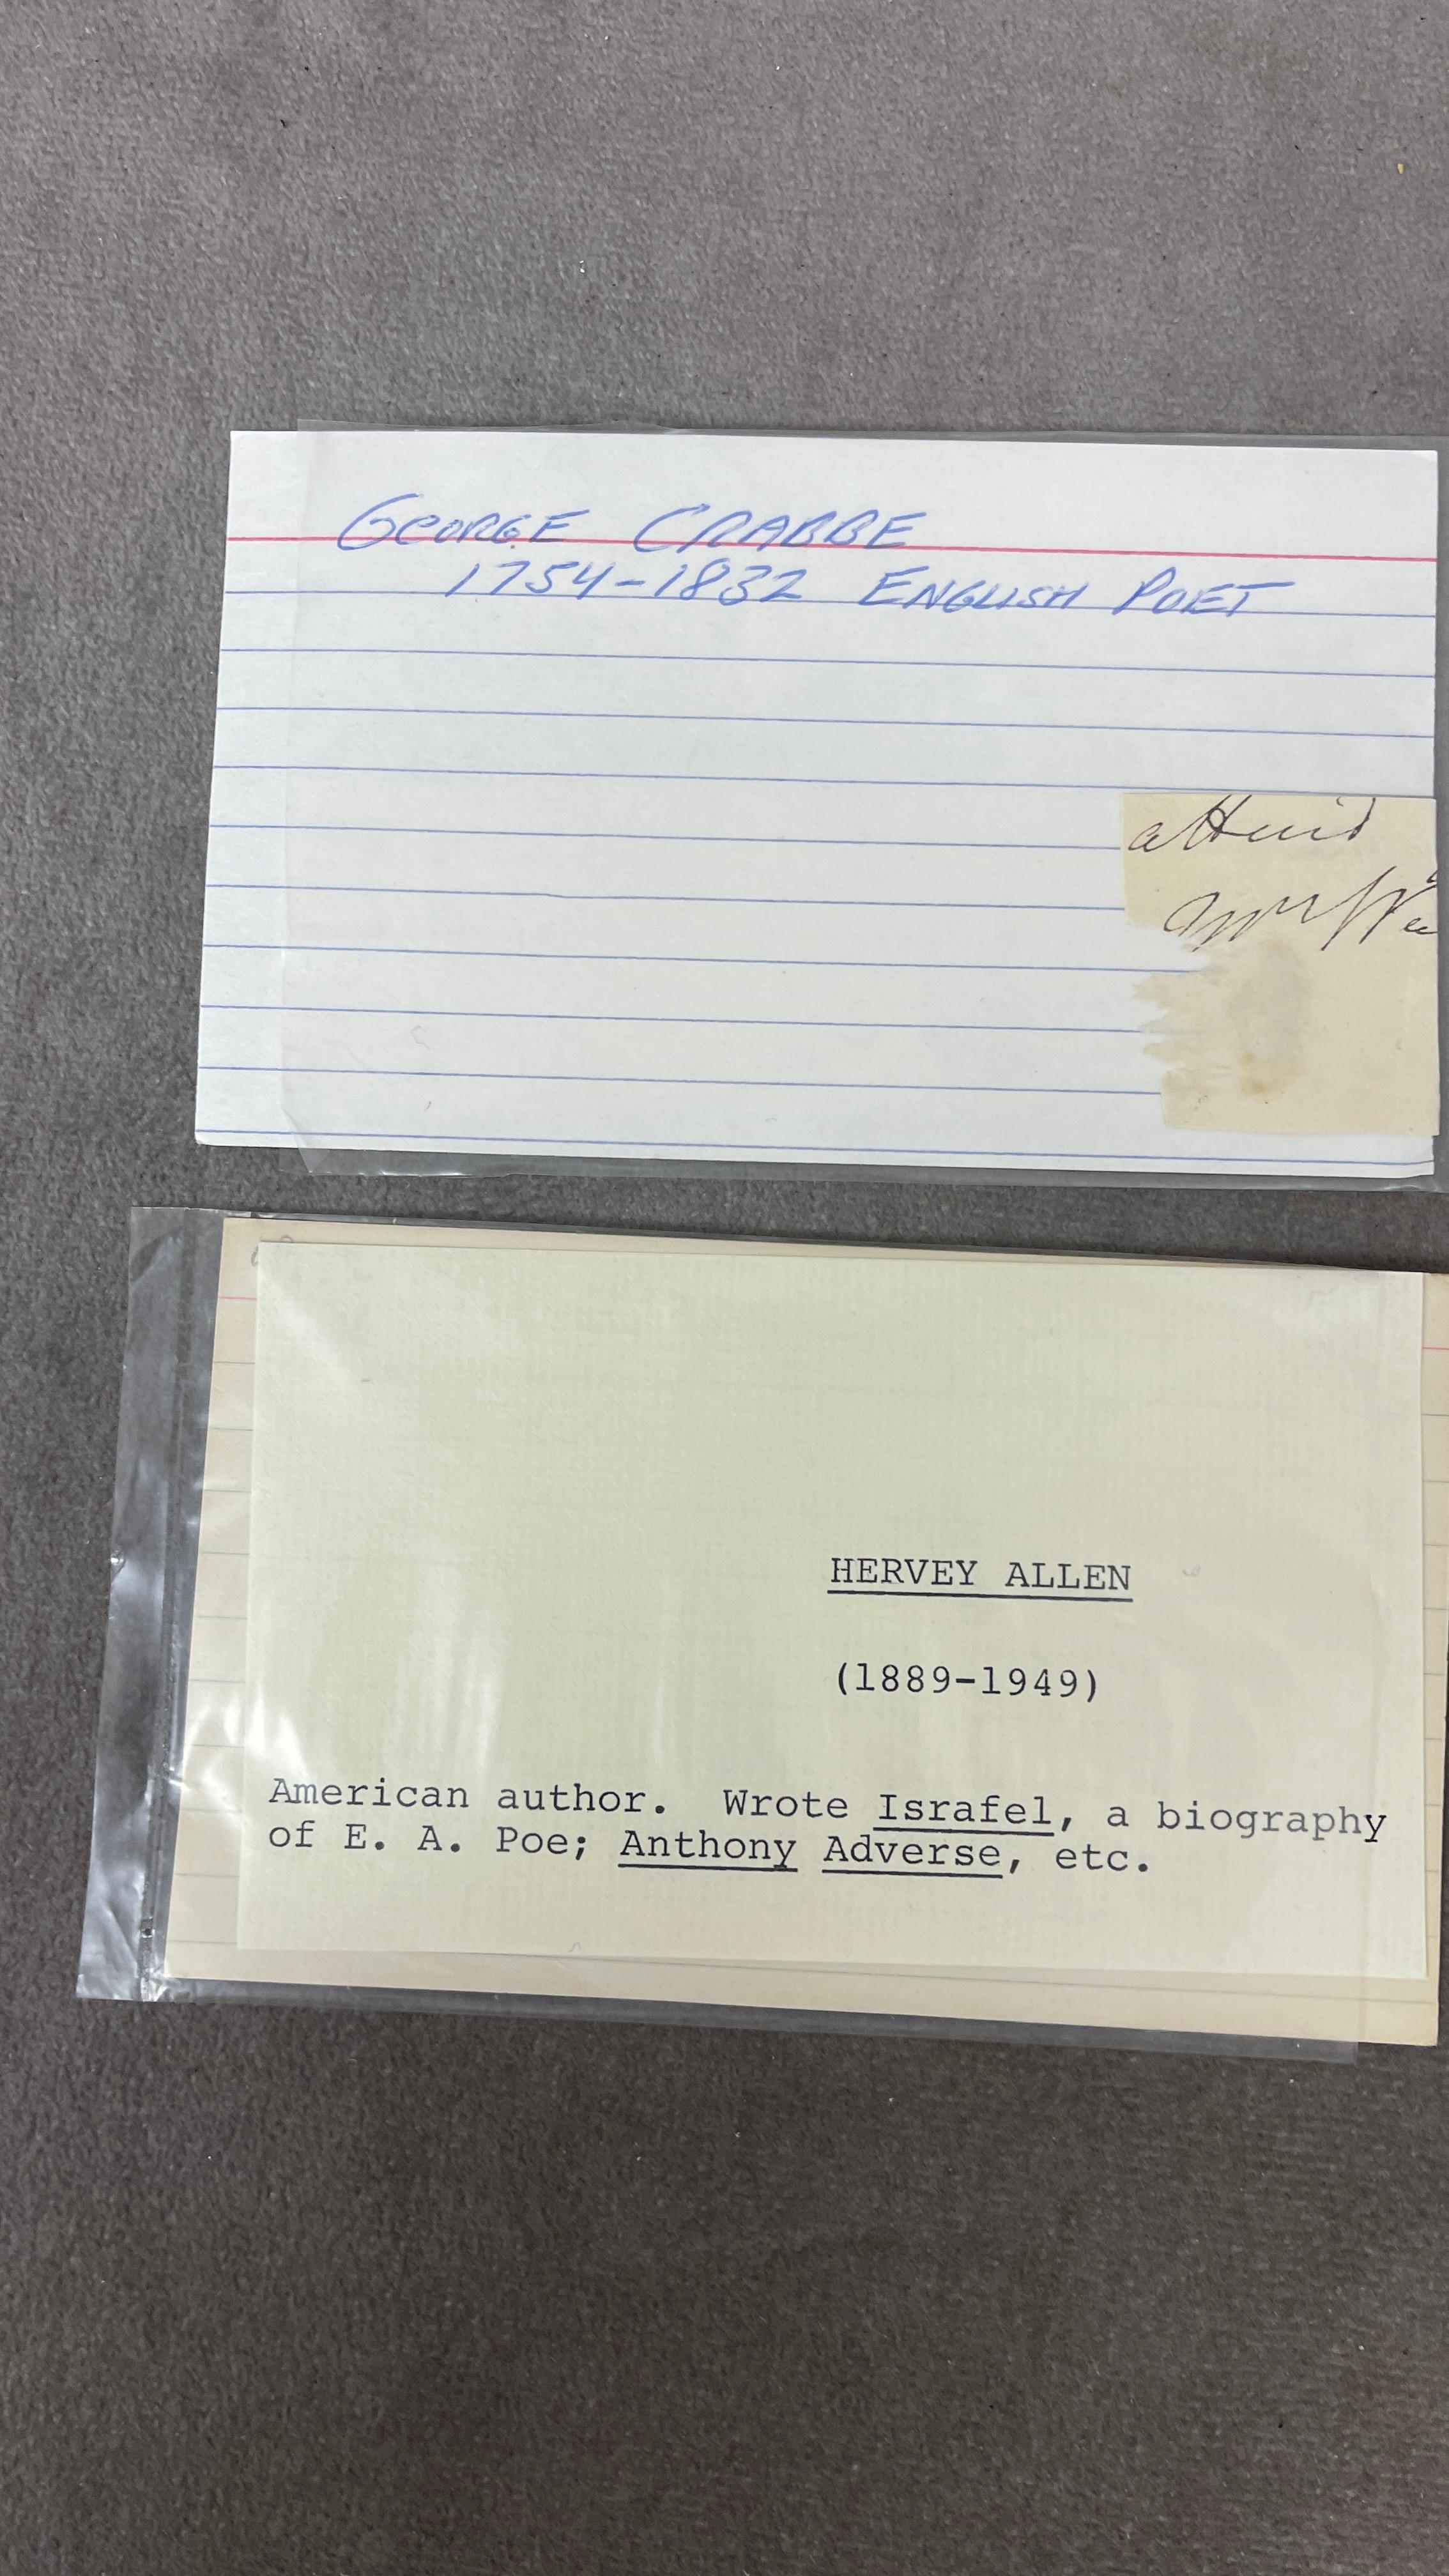 GEORGE CRABBE
1754-1832 ENGLISH POET
HERVEY ALLEN
(1889-1949)
American author. Wrote Israfel, a biography
of E. A. Poe; Anthony Adverse, etc.